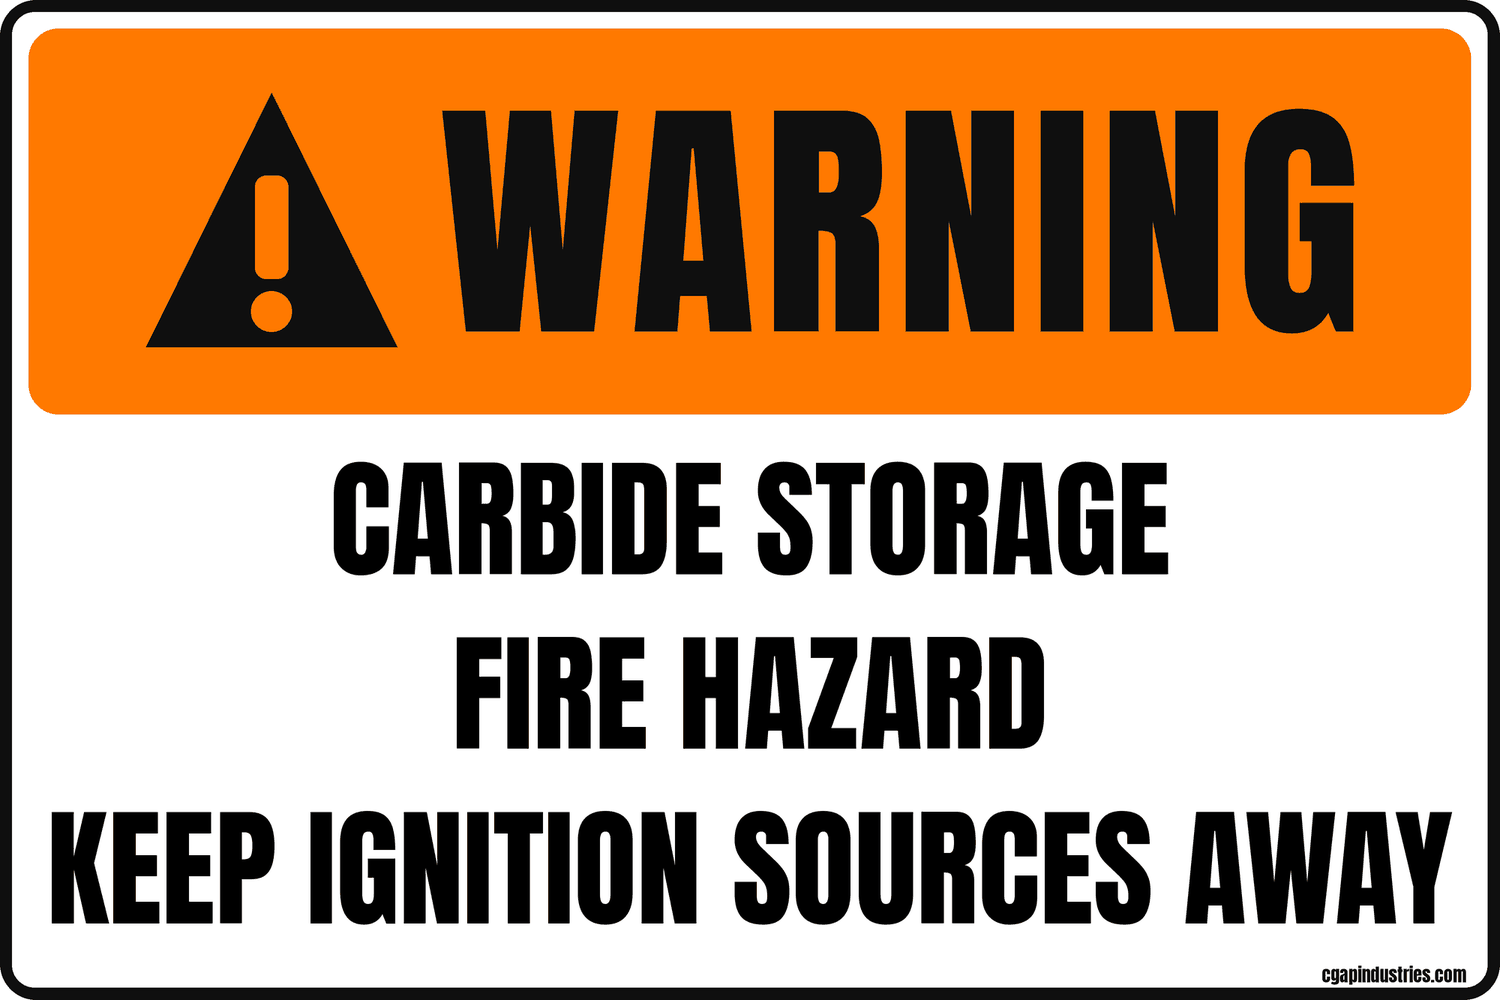 WARNING
CARBIDE STORAGE
FIRE HAZARD
KEEP IGNITION SOURCES AWAY
cgapindustries.com